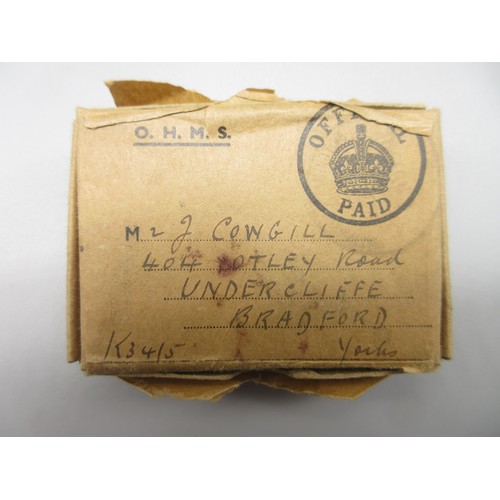 O.H.M.S.
OFFICIAL PAID
Mr J COWGILL
404 OTLEY Road
UNDERCLIFFE
BRADFORD
K3415 Yorks